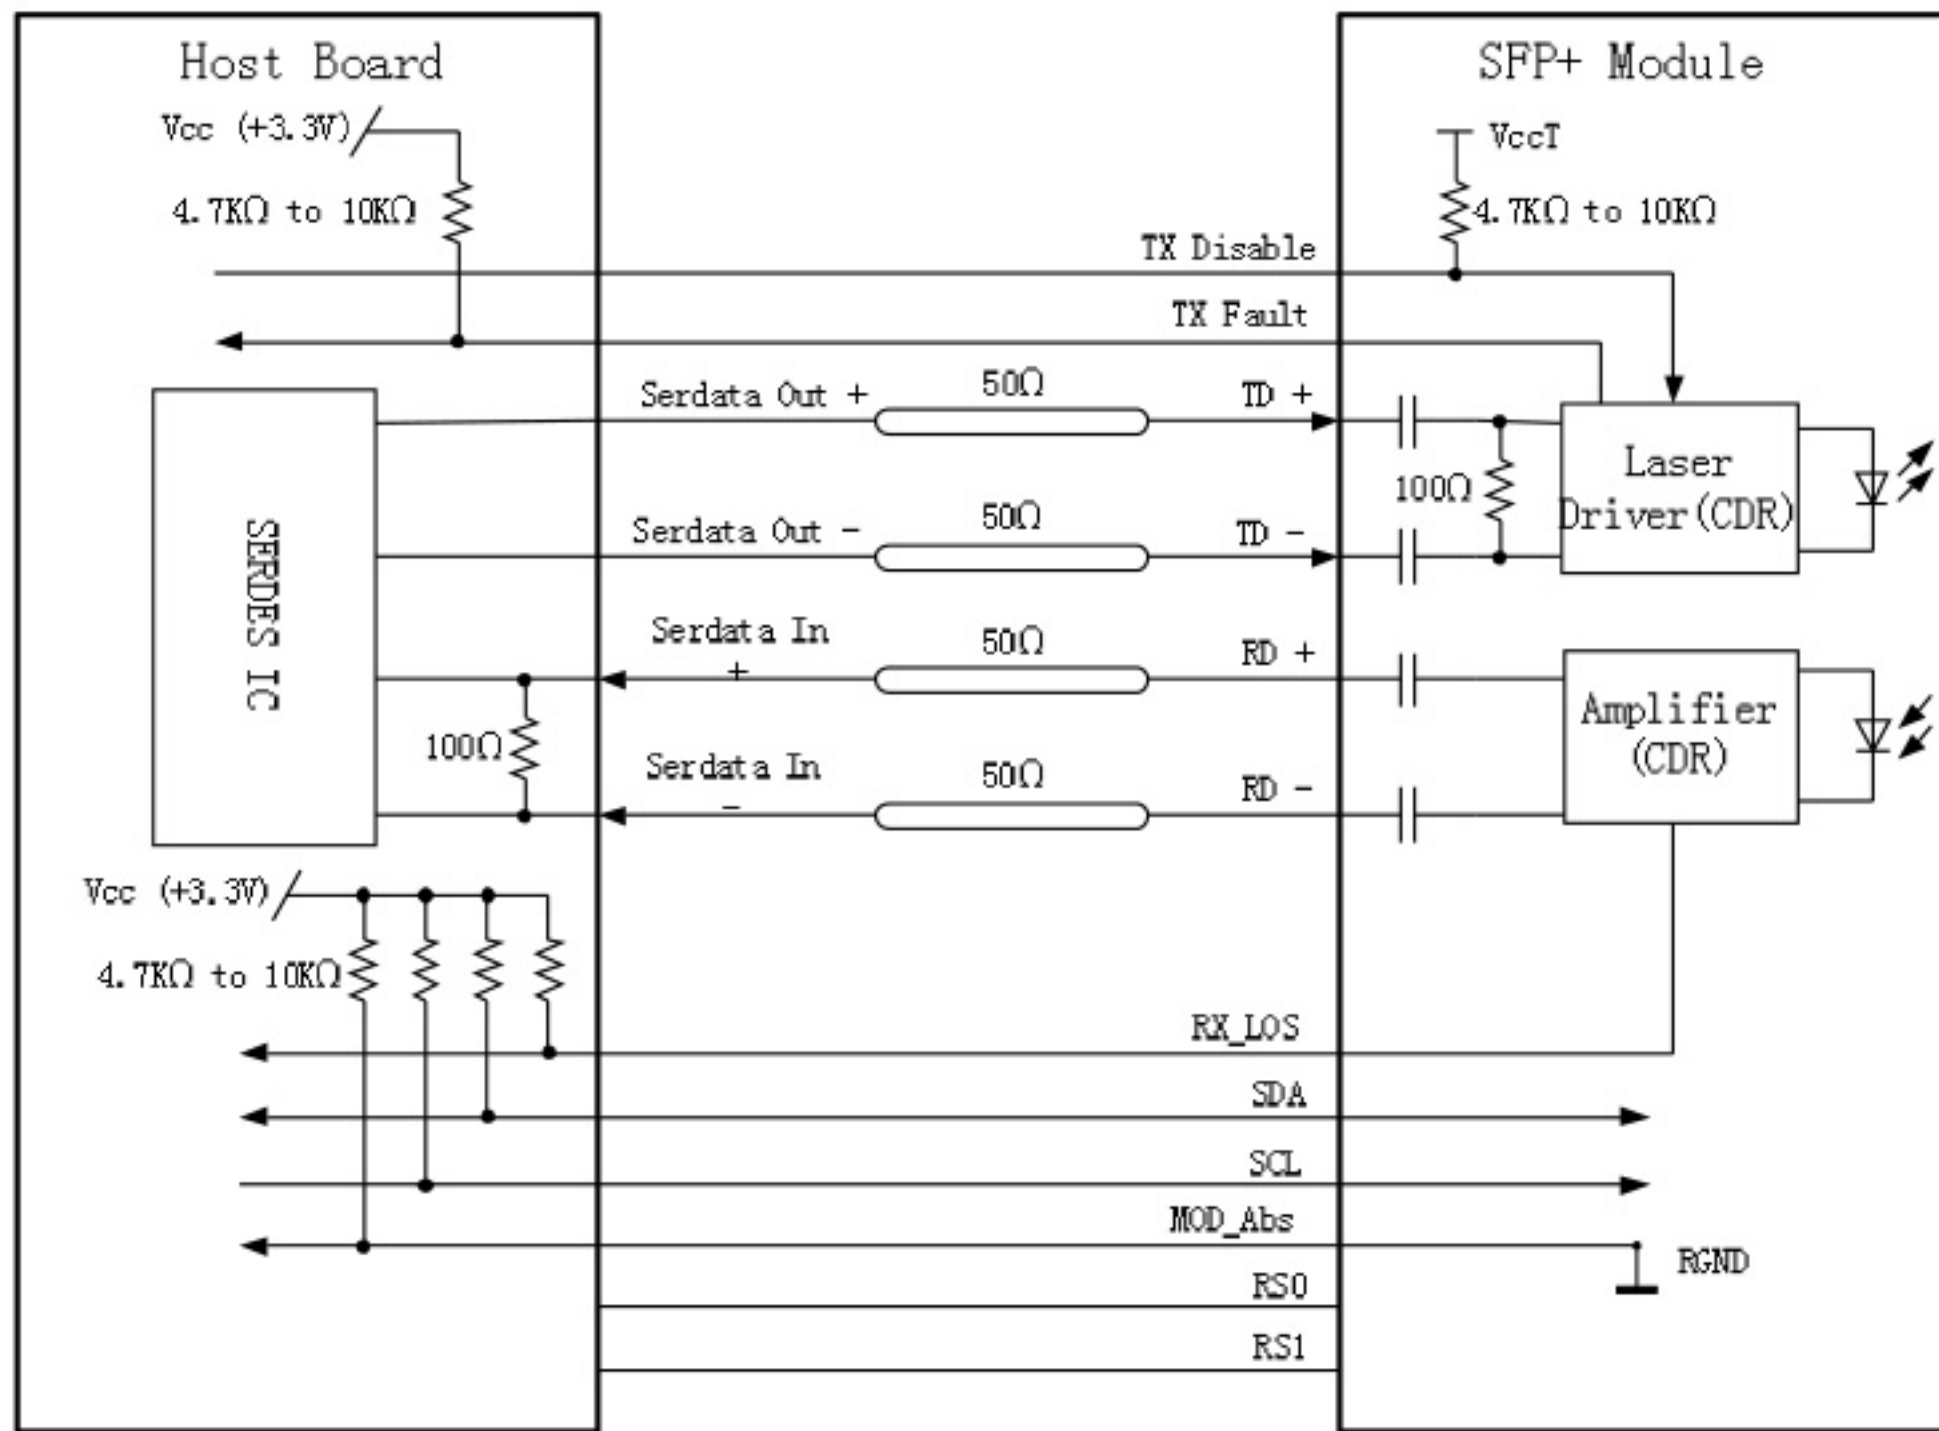 Host Board
SFP+ Module
Vcc (+3.3V)
VccT
4.7KΩ to 10KΩ
4.7KΩ to 10KΩ
TX Disable
TX Fault
Serdata Out +
50Ω
TD +
Laser
Driver(CDR)
100Ω
Serdata Out -
50Ω
TD -
SERDES IC
Serdata In
+
50Ω
RD +
Amplifier
(CDR)
100Ω
Serdata In
-
50Ω
RD -
Vcc (+3.3V)
4.7KΩ to 10KΩ
RX_LOS
SDA
SCL
MOD_Abs
RGND
RS0
RS1